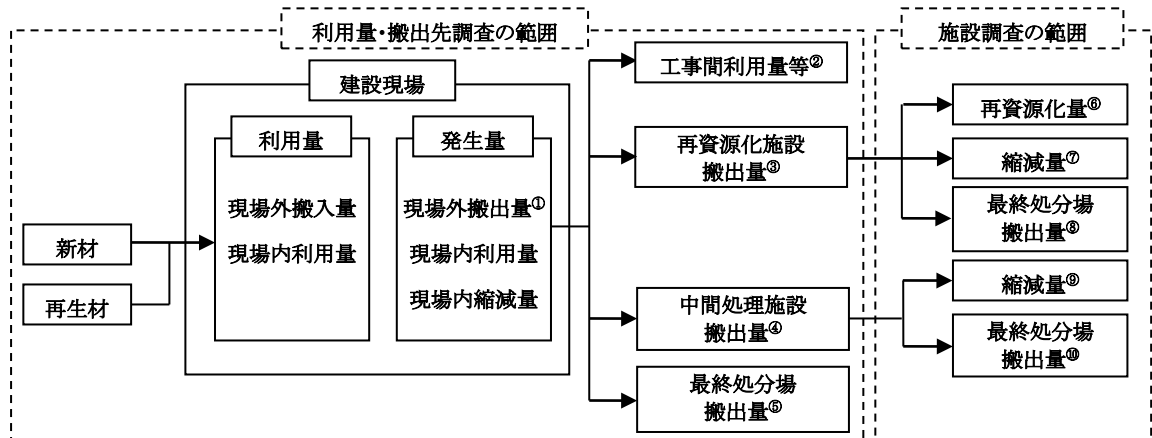 利用量・搬出先調査の範囲
施設調査の範囲
建設現場
利用量
現場外搬入量
現場内利用量
発生量
現場外搬出量①
現場内利用量
現場内縮減量
新材
再生材
工事間利用量等②
再資源化施設
搬出量③
中間処理施設
搬出量④
最終処分場
搬出量⑤
再資源化量⑥
縮減量⑦
最終処分場
搬出量⑧
縮減量⑨
最終処分場
搬出量⑩